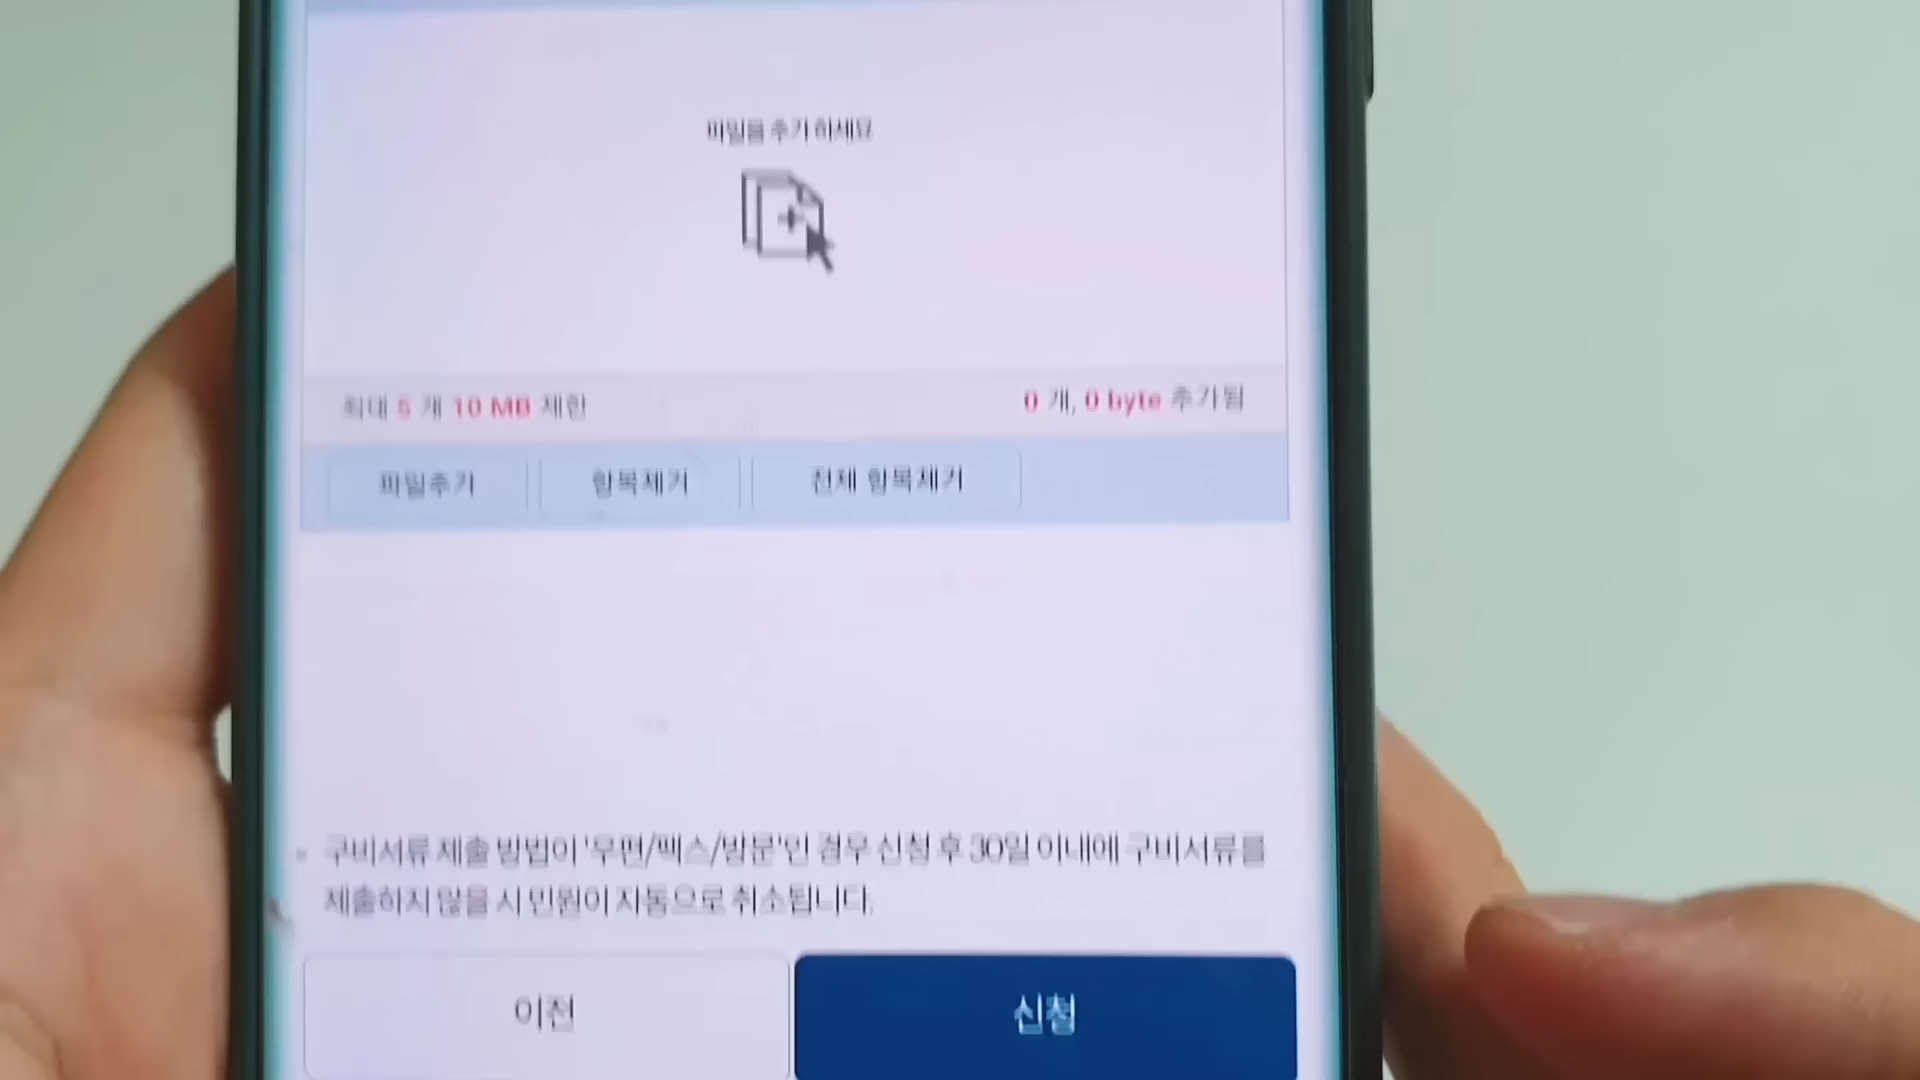 파일을 추가하세요
최대 5 개 10 MB 제한
0 개, 0 byte 추가됨
파일추가
항목제거
전체 항목제거
구비서류 제출 방법이 '우편/팩스/방문'인 경우 신청 후 30일 이내에 구비서류를
제출하지 않을 시 민원이 자동으로 취소됩니다.
이전
신청